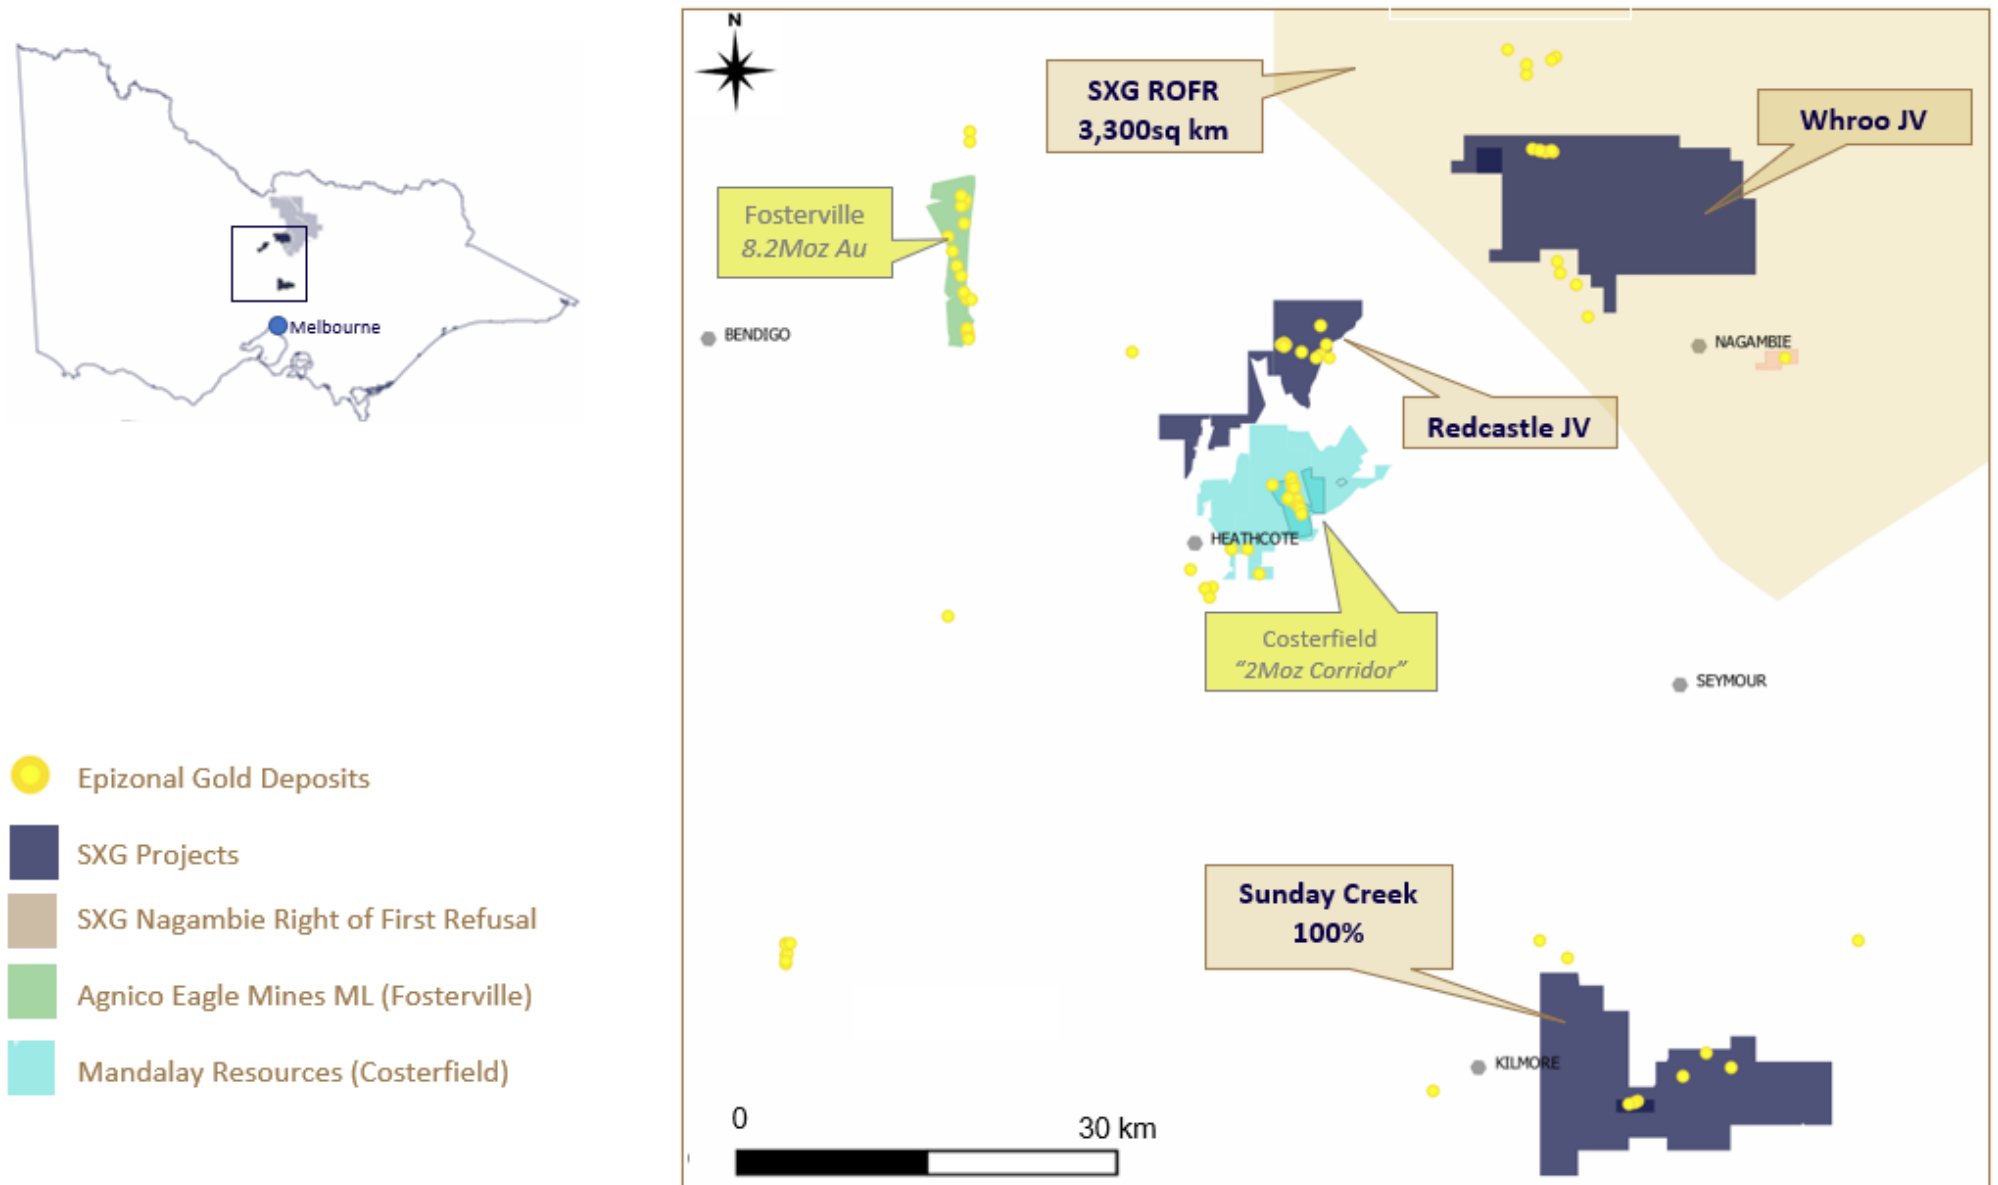 N
SXG ROFR
3,300sq km
Whroo JV
Fosterville
8.2Moz Au
Melbourne
BENDIGO
NAGAMBIE
Redcastle JV
HEATHCOTE
Costerfield
“2Moz Corridor”
SEYMOUR
Epizonal Gold Deposits
SXG Projects
SXG Nagambie Right of First Refusal
Agnico Eagle Mines ML (Fosterville)
Mandalay Resources (Costerfield)
Sunday Creek
100%
KILMORE
0
30 km